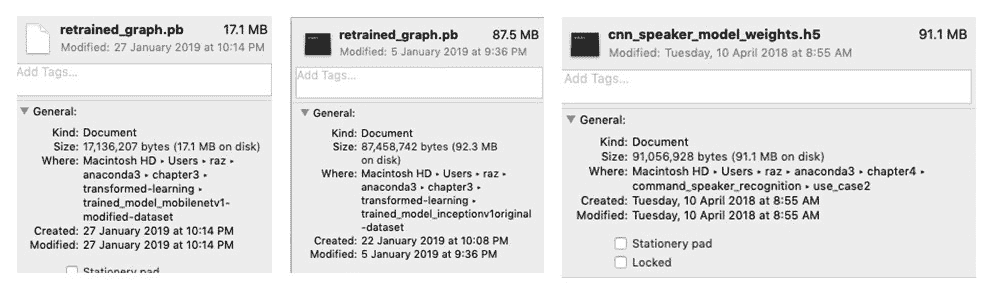 retrained_graph.pb 17.1 MB
Modified: 27 January 2019 at 10:14 PM
Add Tags...
▼ General:
Kind: Document
Size: 17,136,207 bytes (17.1 MB on disk)
Where: Macintosh HD ▸ Users ▸ raz ▸
anaconda3 ▸ chapter3 ▸
transformed-learning ▸
trained_model_mobilenetv1-
modified-dataset
Created: 27 January 2019 at 10:14 PM
Modified: 27 January 2019 at 10:14 PM
Stationery pad
retrained_graph.pb 87.5 MB
Modified: 5 January 2019 at 9:36 PM
Add Tags...
▼ General:
Kind: Document
Size: 87,458,742 bytes (92.3 MB
on disk)
Where: Macintosh HD ▸ Users ▸ raz ▸
anaconda3 ▸ chapter3 ▸
transformed-learning ▸
trained_model_inceptionv1original
-dataset
Created: 22 January 2019 at 10:08 PM
Modified: 5 January 2019 at 9:36 PM
cnn_speaker_model_weights.h5 91.1 MB
Modified: Tuesday, 10 April 2018 at 8:55 AM
Add Tags...
▼ General:
Kind: Document
Size: 91,056,928 bytes (91.1 MB on disk)
Where: Macintosh HD ▸ Users ▸ raz ▸ anaconda3 ▸ chapter4 ▸
command_speaker_recognition ▸ use_case2
Created: Tuesday, 10 April 2018 at 8:55 AM
Modified: Tuesday, 10 April 2018 at 8:55 AM
Stationery pad
Locked